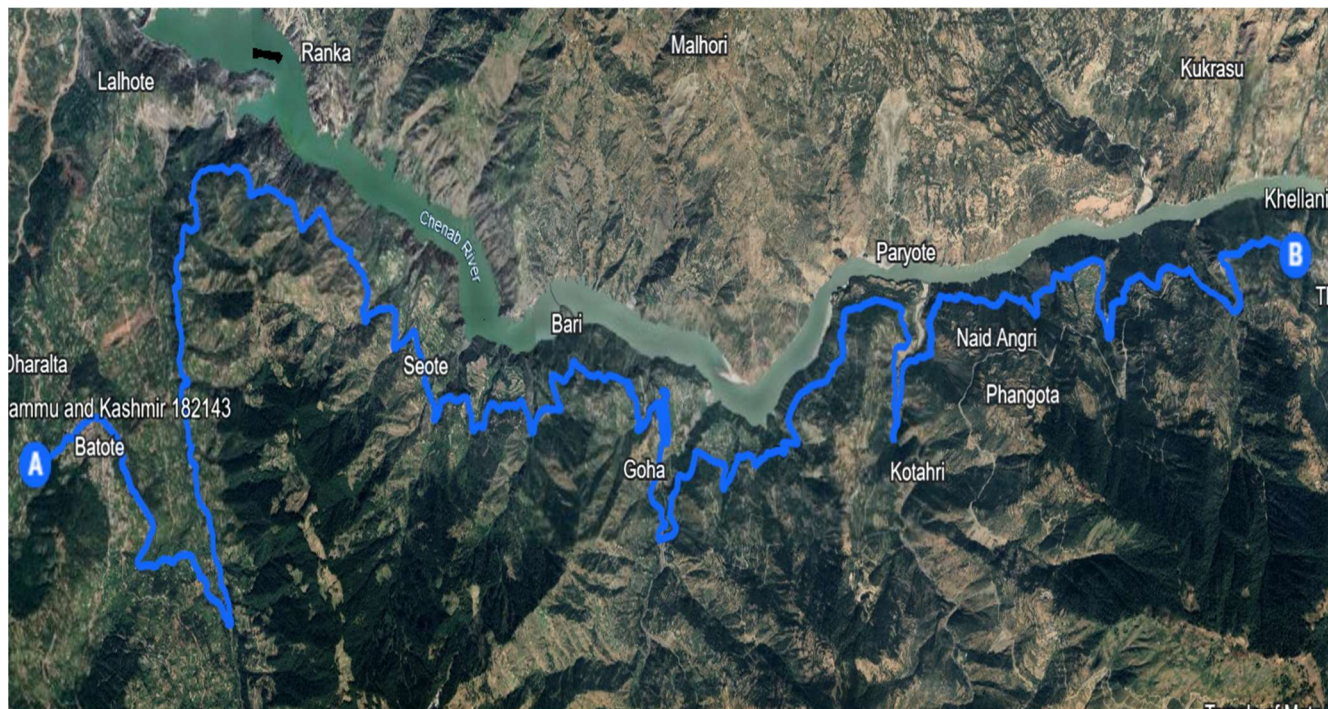 Ranka
Malhori
Lalhote
Kukrasu
Khellani
Chenab River
B
Paryote
Bari
Naid Angri
Dharalta
Seote
Phangota
ammu and Kashmir 182143
Batote
A
Goha
Kotahri